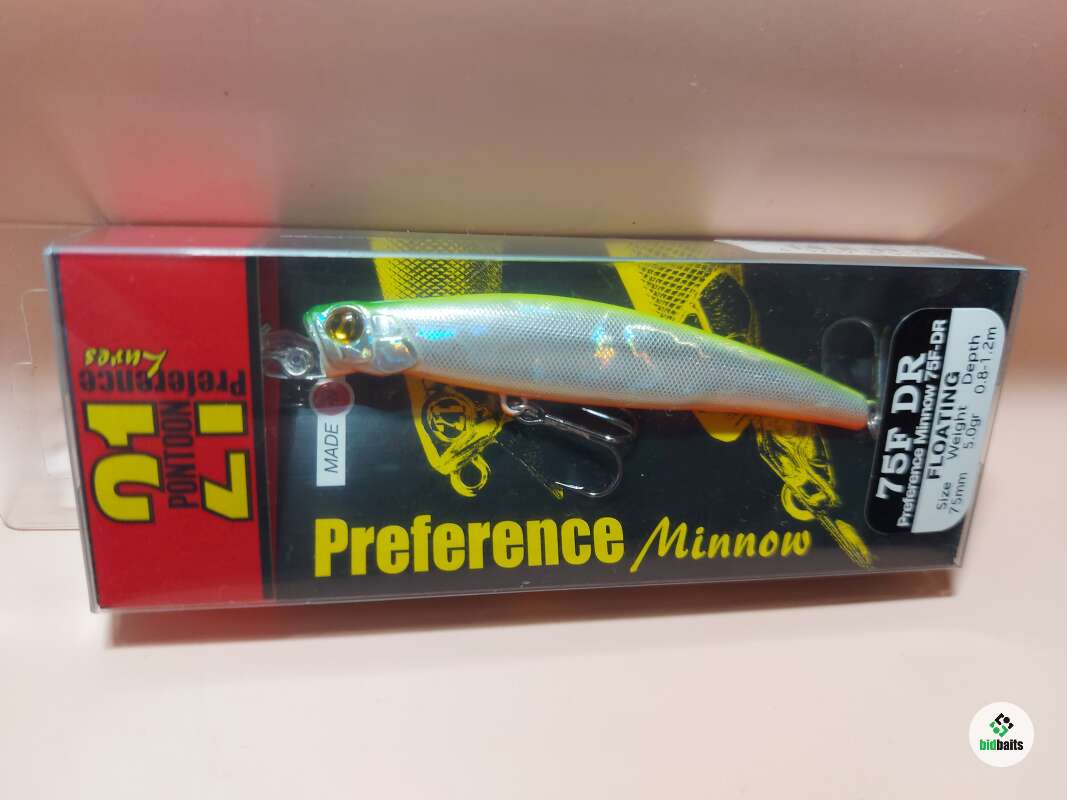 21
PONTOON
21
Preference
Lures
MADE
Preference Minnow
75F DR
Preference Minnow 75F-DR
FLOATING
Size Weight Depth
75mm 5.0gr 0.8-1.2m
bidbaits